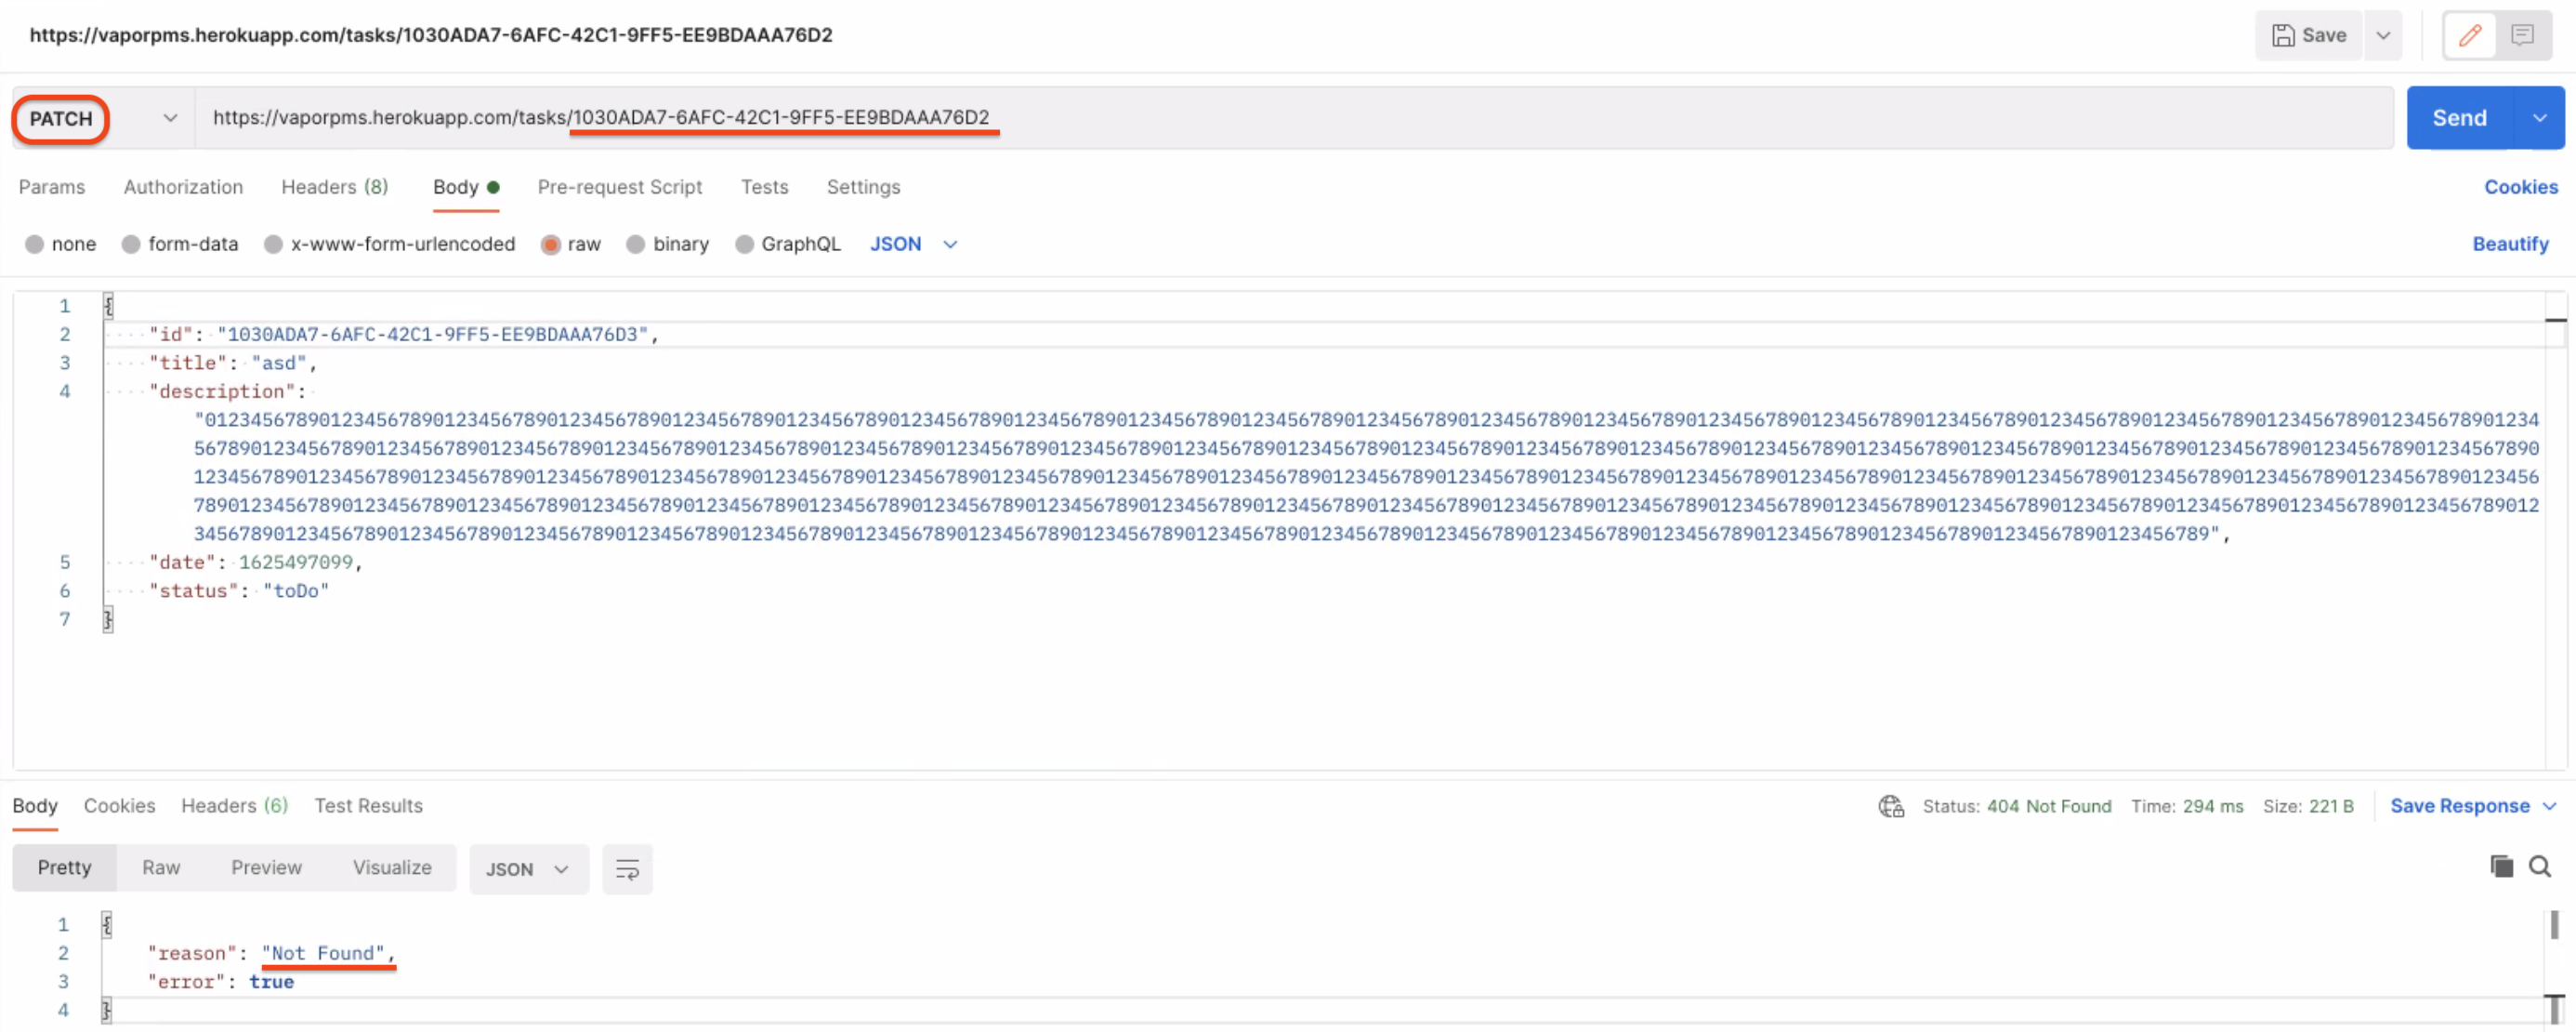 https://vaporpms.herokuapp.com/tasks/1030ADA7-6AFC-42C1-9FF5-EE9BDAAA76D2
Save
PATCH https://vaporpms.herokuapp.com/tasks/1030ADA7-6AFC-42C1-9FF5-EE9BDAAA76D2 Send
Params Authorization Headers (8) Body Pre-request Script Tests Settings Cookies
none form-data x-www-form-urlencoded raw binary GraphQL JSON Beautify
1 {
2 "id": "1030ADA7-6AFC-42C1-9FF5-EE9BDAAA76D3",
3 "title": "asd",
4 "description":
"0123456789012345678901234567890123456789012345678901234567890123456789012345678901234567890123456789012345678901234567890123456789012345678901234567890123456789012345678901234567890123456789012345678901234
56789012345678901234567890123456789012345678901234567890123456789012345678901234567890123456789012345678901234567890123456789012345678901234567890123456789012345678901234567890123456789012345678901234567890
12345678901234567890123456789012345678901234567890123456789012345678901234567890123456789012345678901234567890123456789012345678901234567890123456789012345678901234567890123456789012345678901234567890123456
78901234567890123456789012345678901234567890123456789012345678901234567890123456789012345678901234567890123456789012345678901234567890123456789012345678901234567890123456789012345678901234567890123456789012
345678901234567890123456789012345678901234567890123456789012345678901234567890123456789012345678901234567890123456789012345678901234567890123456789012345678901234567890123456789",
5 "date": 1625497099,
6 "status": "toDo"
7 }
Body Cookies Headers (6) Test Results Status: 404 Not Found Time: 294 ms Size: 221 B Save Response
Pretty Raw Preview Visualize JSON
1 {
2 "reason": "Not Found",
3 "error": true
4 }